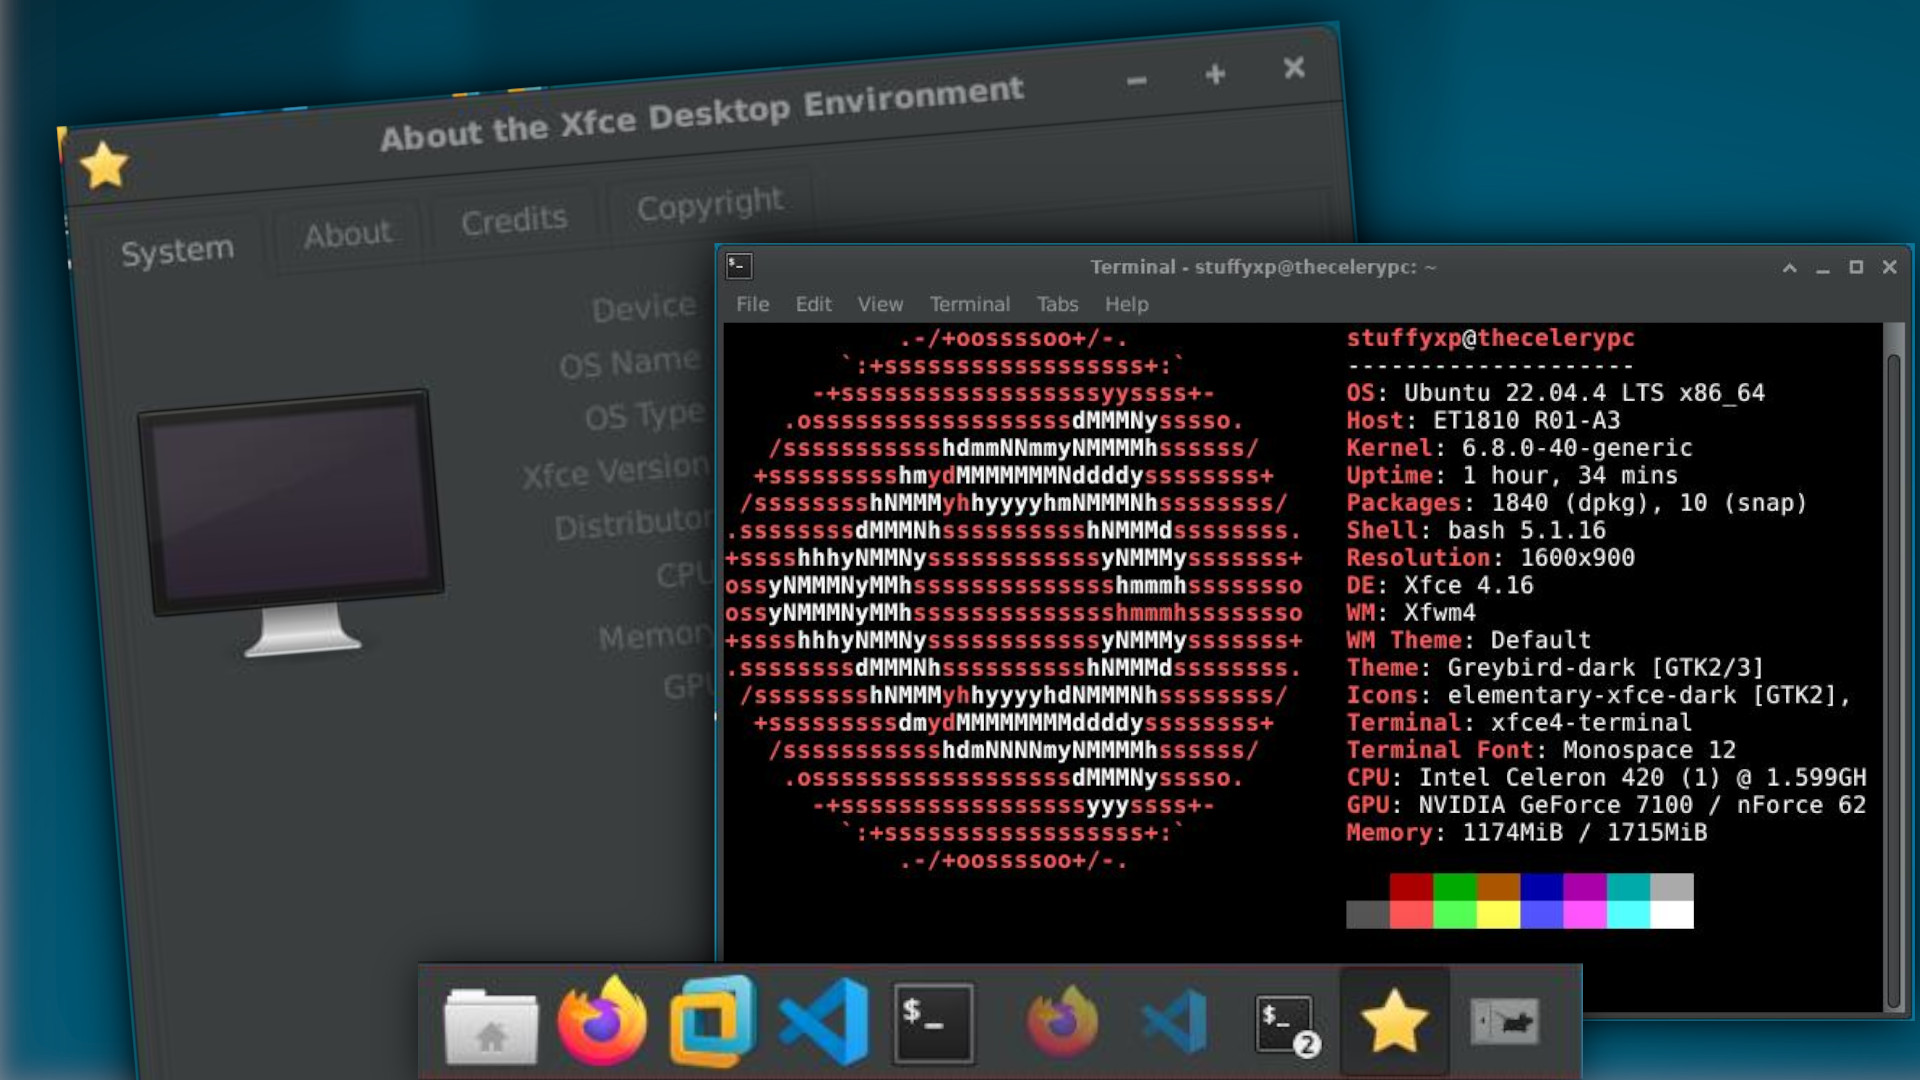 About the Xfce Desktop Environment
System
About
Credits
Copyright
Device
OS Name
OS Type
Xfce Version
Distributor
CPU
Memory
GPU
$_
Terminal - stuffyxp@thecelerypc: ~
File Edit View Terminal Tabs Help
.-/+oossssoo+/-.
`:+ssssssssssssssssss+:`
-+ssssssssssssssssssyyssss+-
.ossssssssssssssssssdMMMNysssso.
/ssssssssssshdmmNNmmyNMMMMhssssss/
+ssssssssshmydMMMMMMMNddddyssssssss+
/sssssssshNMMMyhhyyyyhmNMMMNhssssssss/
.ssssssssdMMMNhsssssssssshNMMMdssssssss.
+sssshhhyNMMNyssssssssssssyNMMMysssssss+
ossyNMMMNyMMhsssssssssssssshmmmhssssssso
ossyNMMMNyMMhsssssssssssssshmmmhssssssso
+sssshhhyNMMNyssssssssssssyNMMMysssssss+
.ssssssssdMMMNhsssssssssshNMMMdssssssss.
/sssssssshNMMMyhhyyyyhdNMMMNhssssssss/
+sssssssssdmydMMMMMMMMddddyssssssss+
/ssssssssssshdmNNNNmyNMMMMhssssss/
.ossssssssssssssssssdMMMNysssso.
-+sssssssssssssssssyyyssss+-
`:+ssssssssssssssssss+:`
.-/+oossssoo+/-.
stuffyxp@thecelerypc
--------------------
OS: Ubuntu 22.04.4 LTS x86_64
Host: ET1810 R01-A3
Kernel: 6.8.0-40-generic
Uptime: 1 hour, 34 mins
Packages: 1840 (dpkg), 10 (snap)
Shell: bash 5.1.16
Resolution: 1600x900
DE: Xfce 4.16
WM: Xfwm4
WM Theme: Default
Theme: Greybird-dark [GTK2/3]
Icons: elementary-xfce-dark [GTK2],
Terminal: xfce4-terminal
Terminal Font: Monospace 12
CPU: Intel Celeron 420 (1) @ 1.599GH
GPU: NVIDIA GeForce 7100 / nForce 62
Memory: 1174MiB / 1715MiB
$_
$_
2